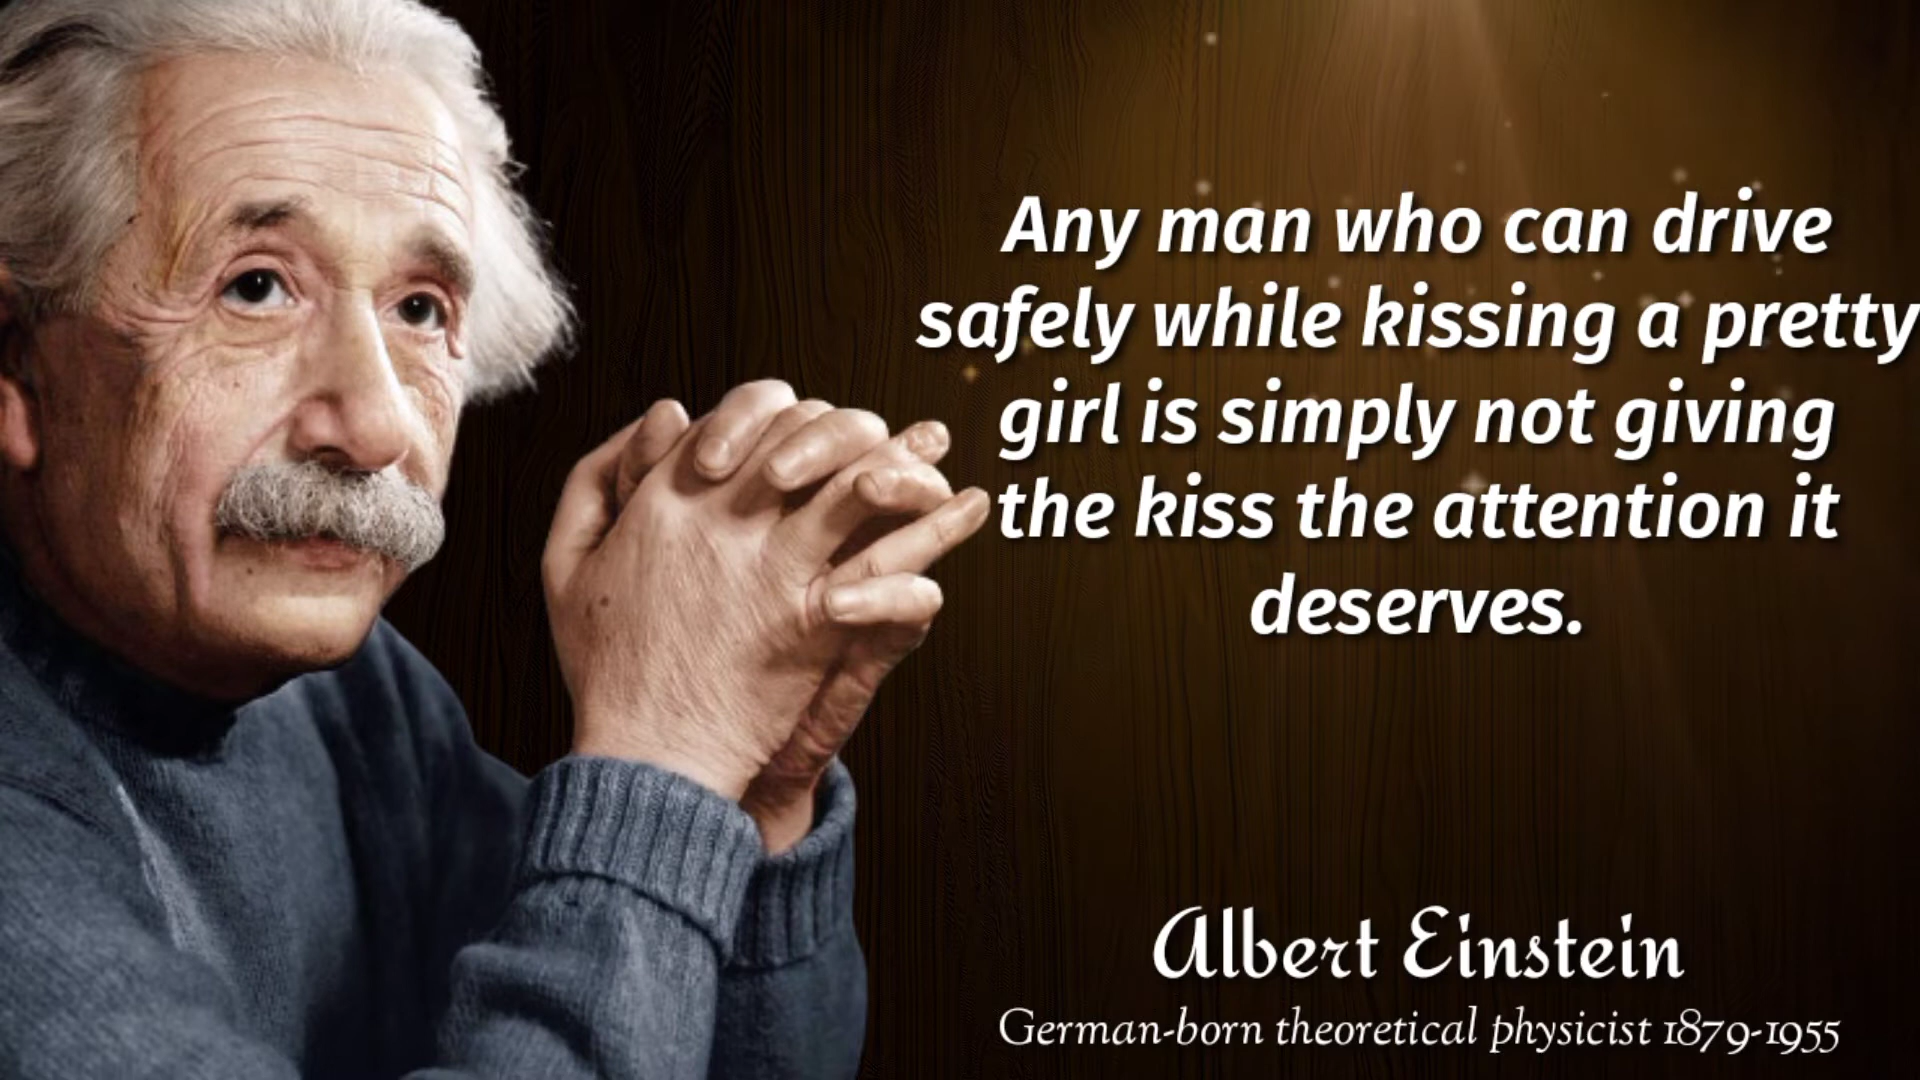 Any man who can drive
safely while kissing a pretty
girl is simply not giving
the kiss the attention it
deserves.
Albert Einstein
German-born theoretical physicist 1879-1955